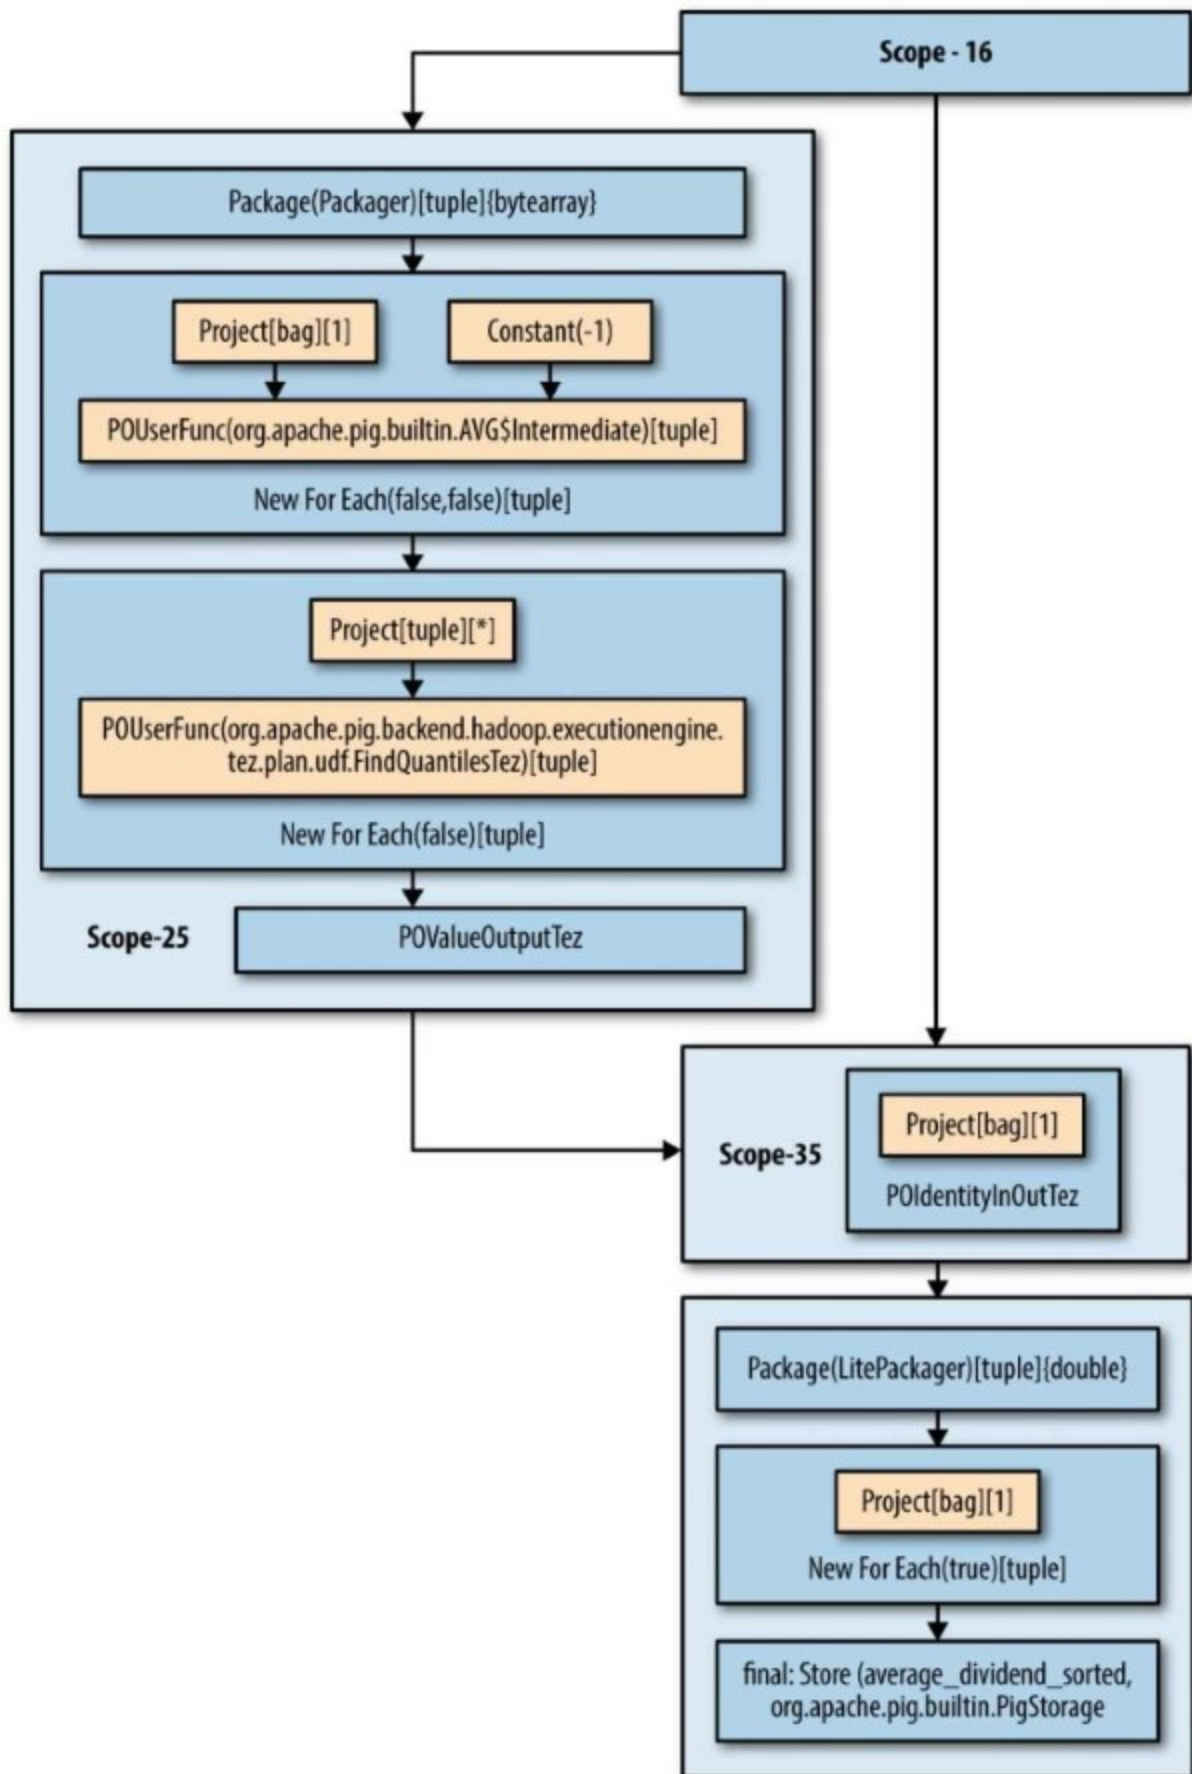 Scope - 16
Package(Packager)[tuple]{bytearray}
Project[bag][1]
Constant(-1)
POUserFunc(org.apache.pig.builtin.AVG$Intermediate)[tuple]
New For Each(false,false)[tuple]
Project[tuple][*]
POUserFunc(org.apache.pig.backend.hadoop.executionengine.
tez.plan.udf.FindQuantilesTez)[tuple]
New For Each(false)[tuple]
Scope-25
POValueOutputTez
Scope-35
Project[bag][1]
POIdentityInOutTez
Package(LitePackager)[tuple]{double}
Project[bag][1]
New For Each(true)[tuple]
final: Store (average_dividend_sorted,
org.apache.pig.builtin.PigStorage